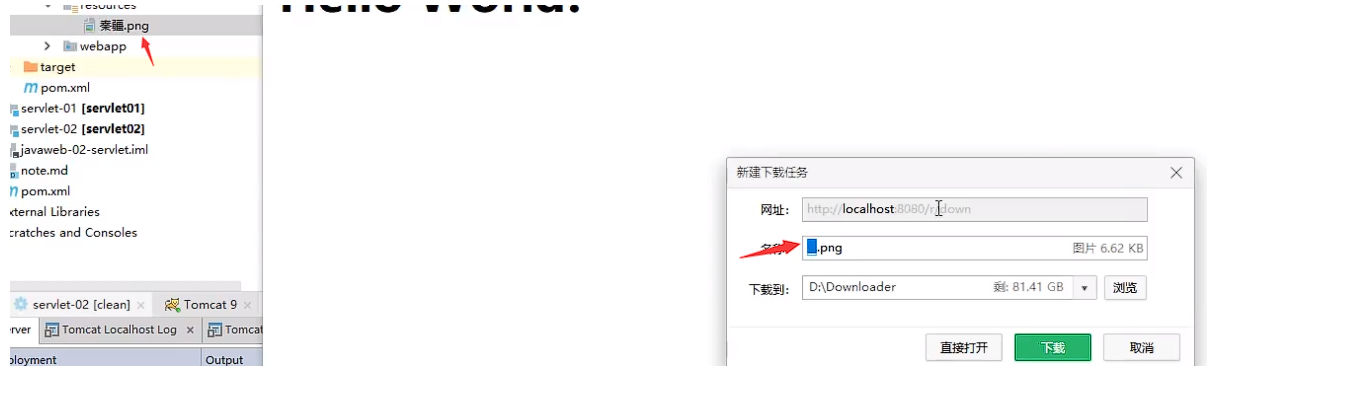 resources
Hello World!
秦疆.png
webapp
target
pom.xml
servlet-01 [servlet01]
servlet-02 [servlet02]
javaweb-02-servlet.iml
note.md
pom.xml
xternal Libraries
cratches and Consoles
servlet-02 [clean]
Tomcat 9
rver
Tomcat Localhost Log
Tomcat
ployment
Output
新建下载任务
网址: http://localhost:8080/r/down
名称: .png 图片 6.62 KB
下载到: D:\Downloader 剩: 81.41 GB 浏览
直接打开 下载 取消